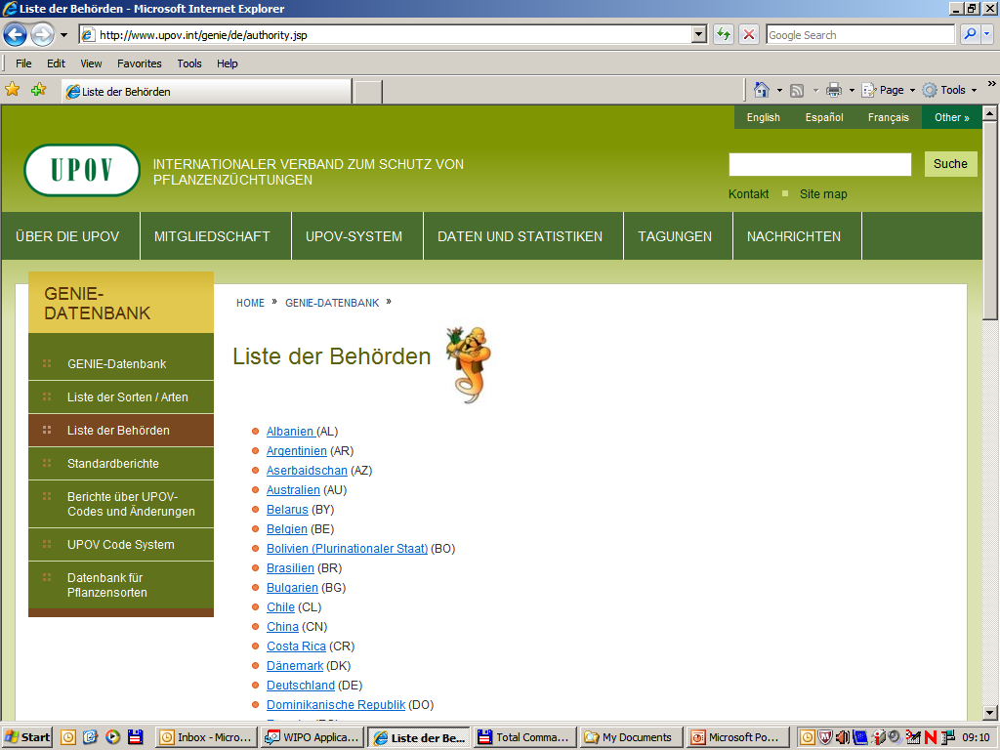 Liste der Behörden - Microsoft Internet Explorer
http://www.upov.int/genie/de/authority.jsp
Google Search
File Edit View Favorites Tools Help
Liste der Behörden
Page Tools »
English Español Français Other »
UPOV
INTERNATIONALER VERBAND ZUM SCHUTZ VON
PFLANZENZÜCHTUNGEN
Suche
Kontakt Site map
ÜBER DIE UPOV MITGLIEDSCHAFT UPOV-SYSTEM DATEN UND STATISTIKEN TAGUNGEN NACHRICHTEN
GENIE-
DATENBANK
GENIE-Datenbank
Liste der Sorten / Arten
Liste der Behörden
Standardberichte
Berichte über UPOV-
Codes und Änderungen
UPOV Code System
Datenbank für
Pflanzensorten
HOME » GENIE-DATENBANK »
Liste der Behörden
Albanien (AL)
Argentinien (AR)
Aserbaidschan (AZ)
Australien (AU)
Belarus (BY)
Belgien (BE)
Bolivien (Plurinationaler Staat) (BO)
Brasilien (BR)
Bulgarien (BG)
Chile (CL)
China (CN)
Costa Rica (CR)
Dänemark (DK)
Deutschland (DE)
Dominikanische Republik (DO)
Start Inbox - Micro... WIPO Applica... Liste der Be... Total Comma... My Documents Microsoft Po... 09:10